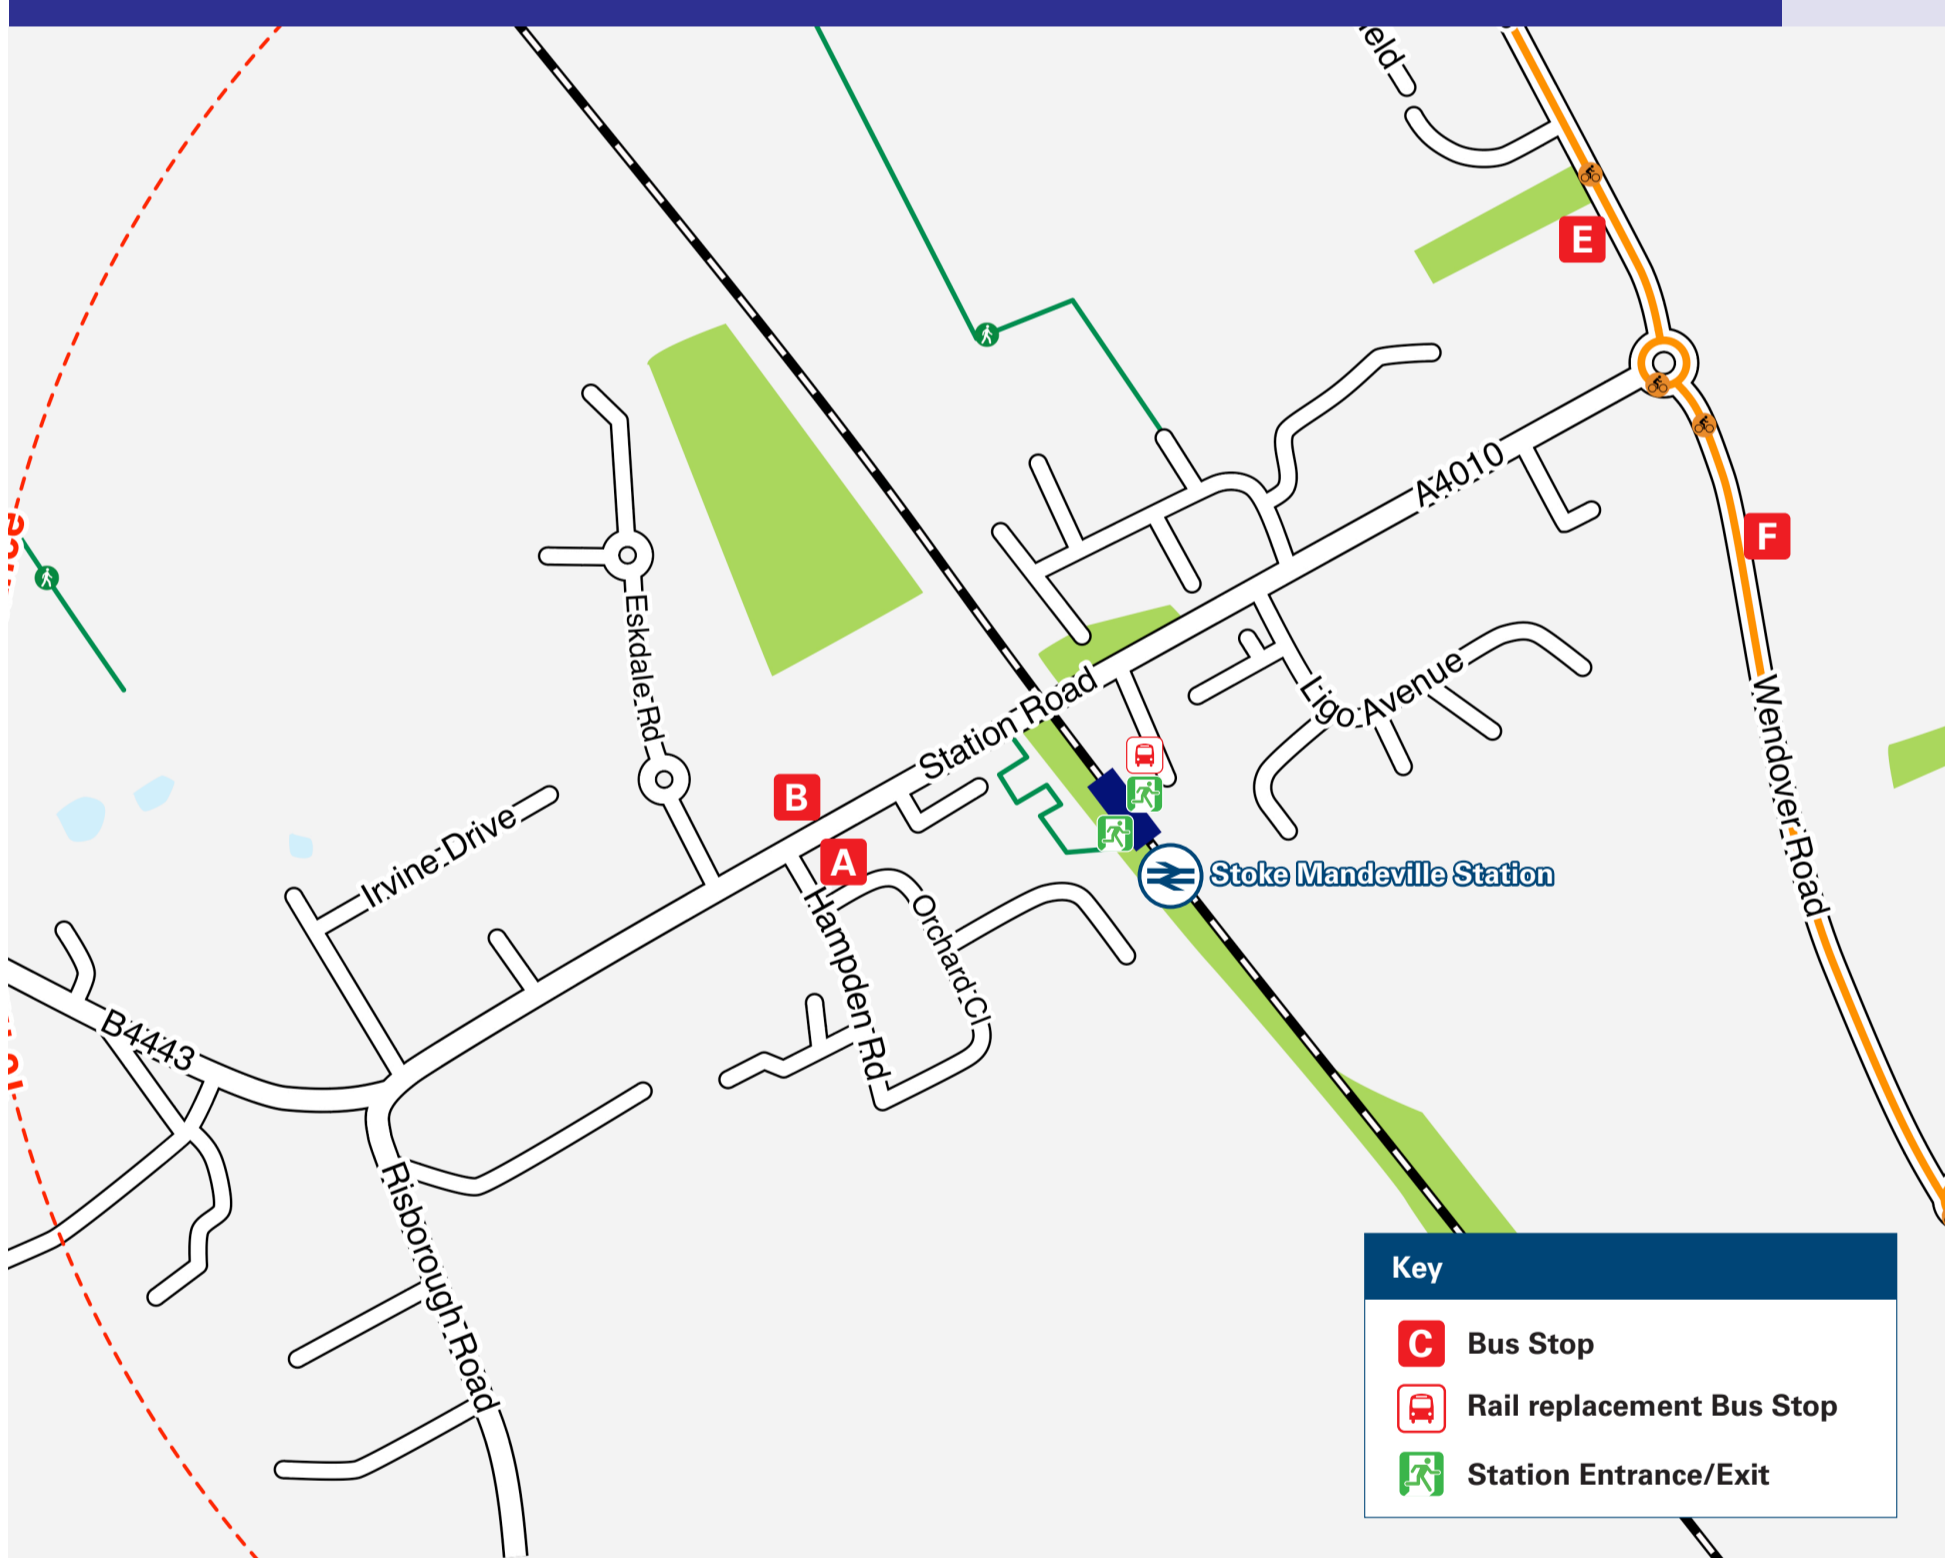 E
A4010
F
Eskdale Rd
Station Road
Ligo Avenue
Wendover Road
B
A
Irvine Drive
Stoke Mandeville Station
Hampden Rd
Orchard Cl
B4443
Risborough Road
Key
C Bus Stop
Rail replacement Bus Stop
Station Entrance/Exit